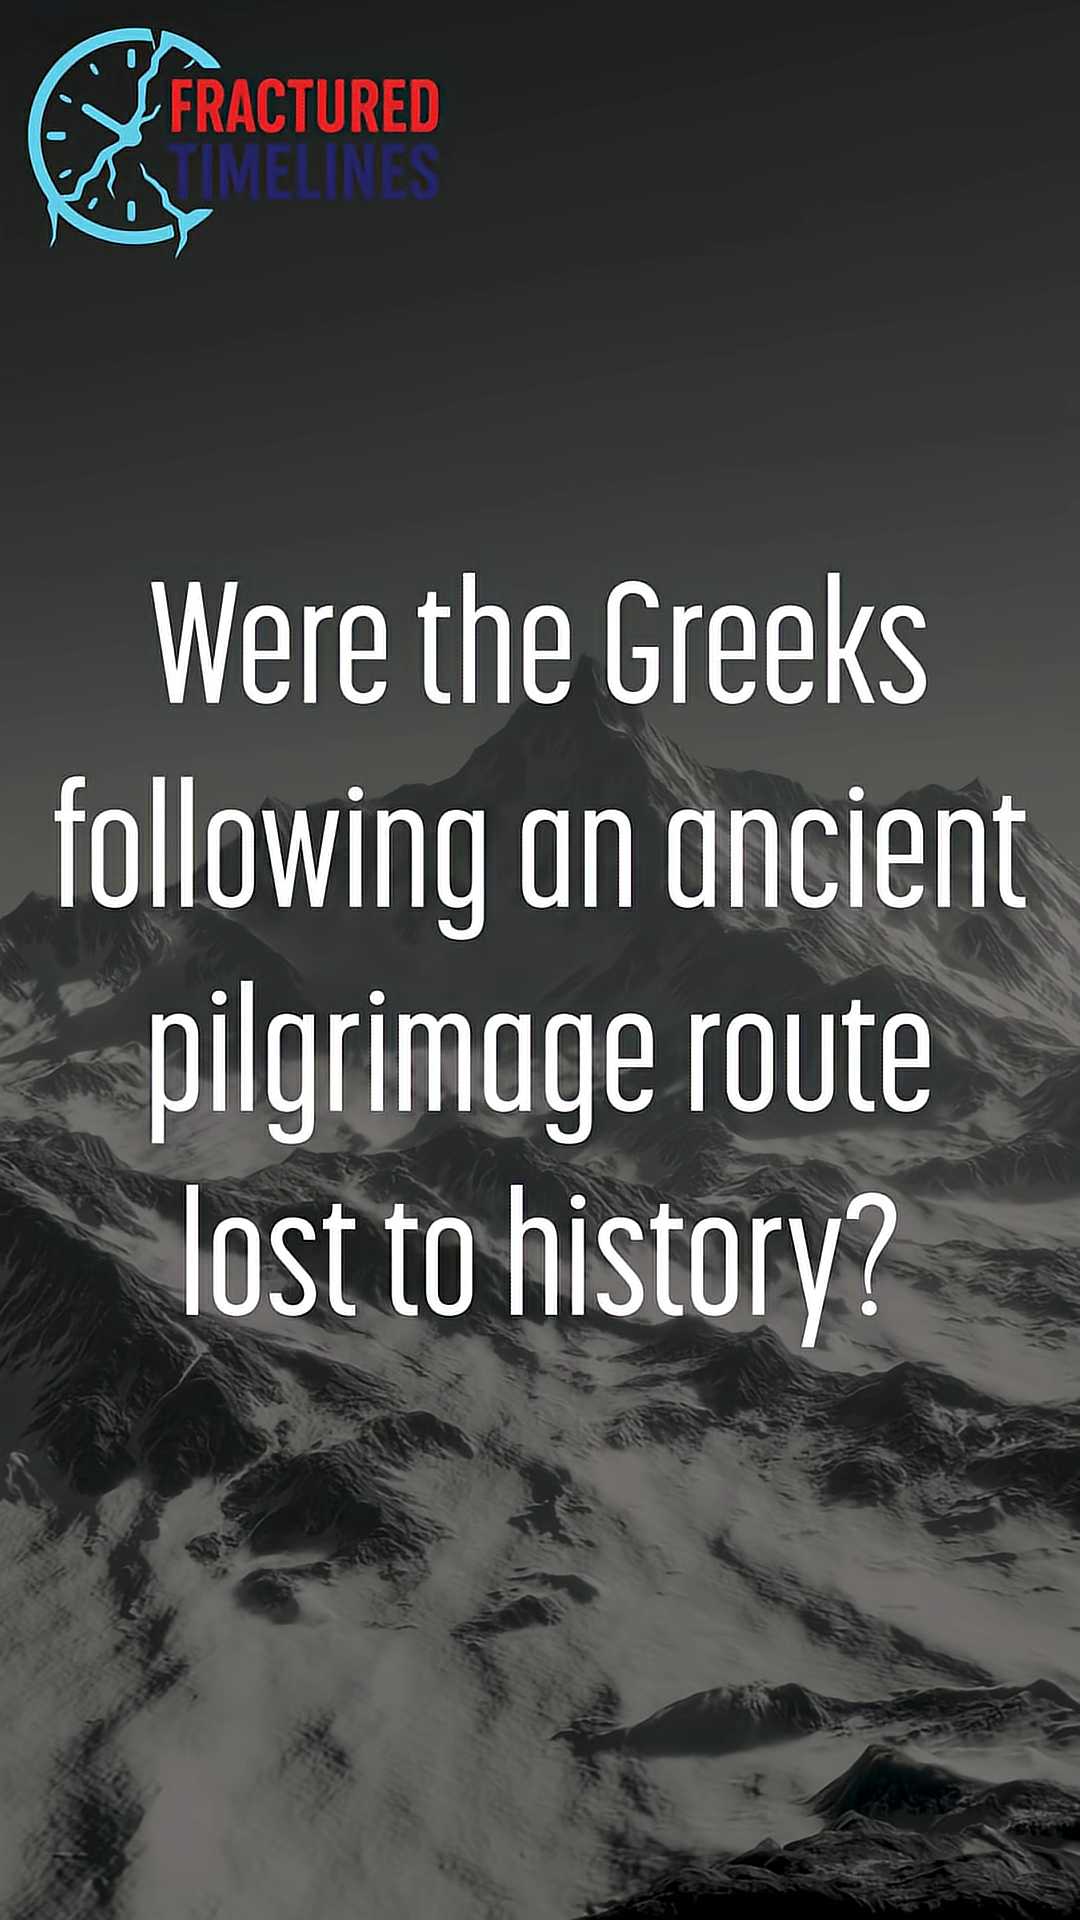 FRACTURED
TIMELINES
Were the Greeks
following an ancient
pilgrimage route
lost to history?